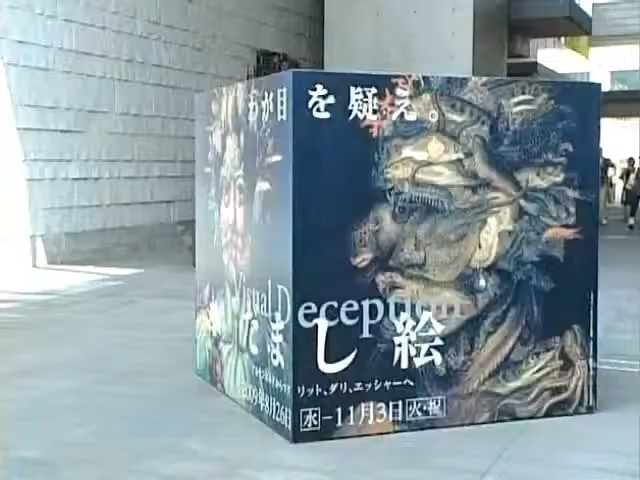 わが目を疑え。
Visual Deception
だまし絵
リット、ダリ、エッシャーへ
2009年8月26日[水]-11月3日[火・祝]